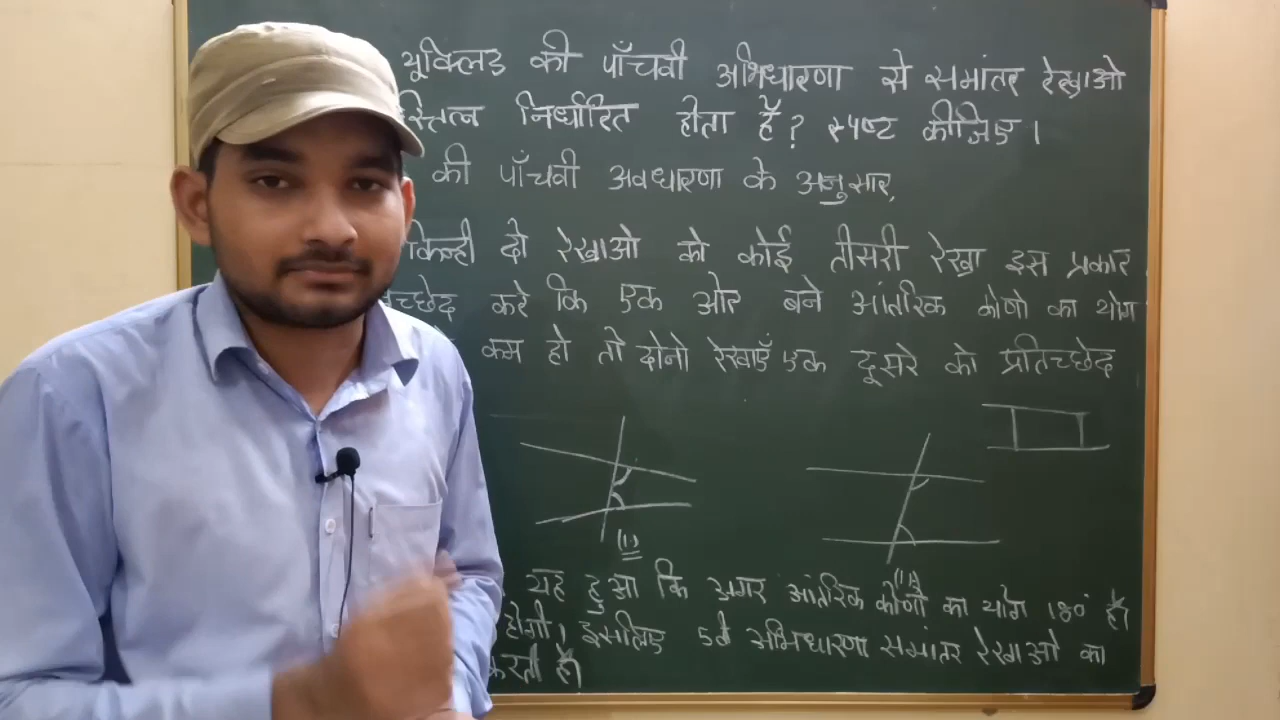 यूक्लिड की पाँचवी अभिधारणा से समांतर रेखाओ
निर्धारित होता है? स्पष्ट कीजिए।
की पाँचवी अवधारणा के अनुसार,
किन्ही दो रेखाओ को कोई तीसरी रेखा इस प्रकार
करे कि एक ओर बने आंतरिक कोणो का योग
कम हो तो दोनो रेखाएँ एक दूसरे को प्रतिच्छेद
(i)
(ii)
यह हुआ कि अगर आंतरिक कोणों का योग 180° है।
होगी। इसलिए 5वे अभिधारणा समांतर रेखाओ का
करती है।